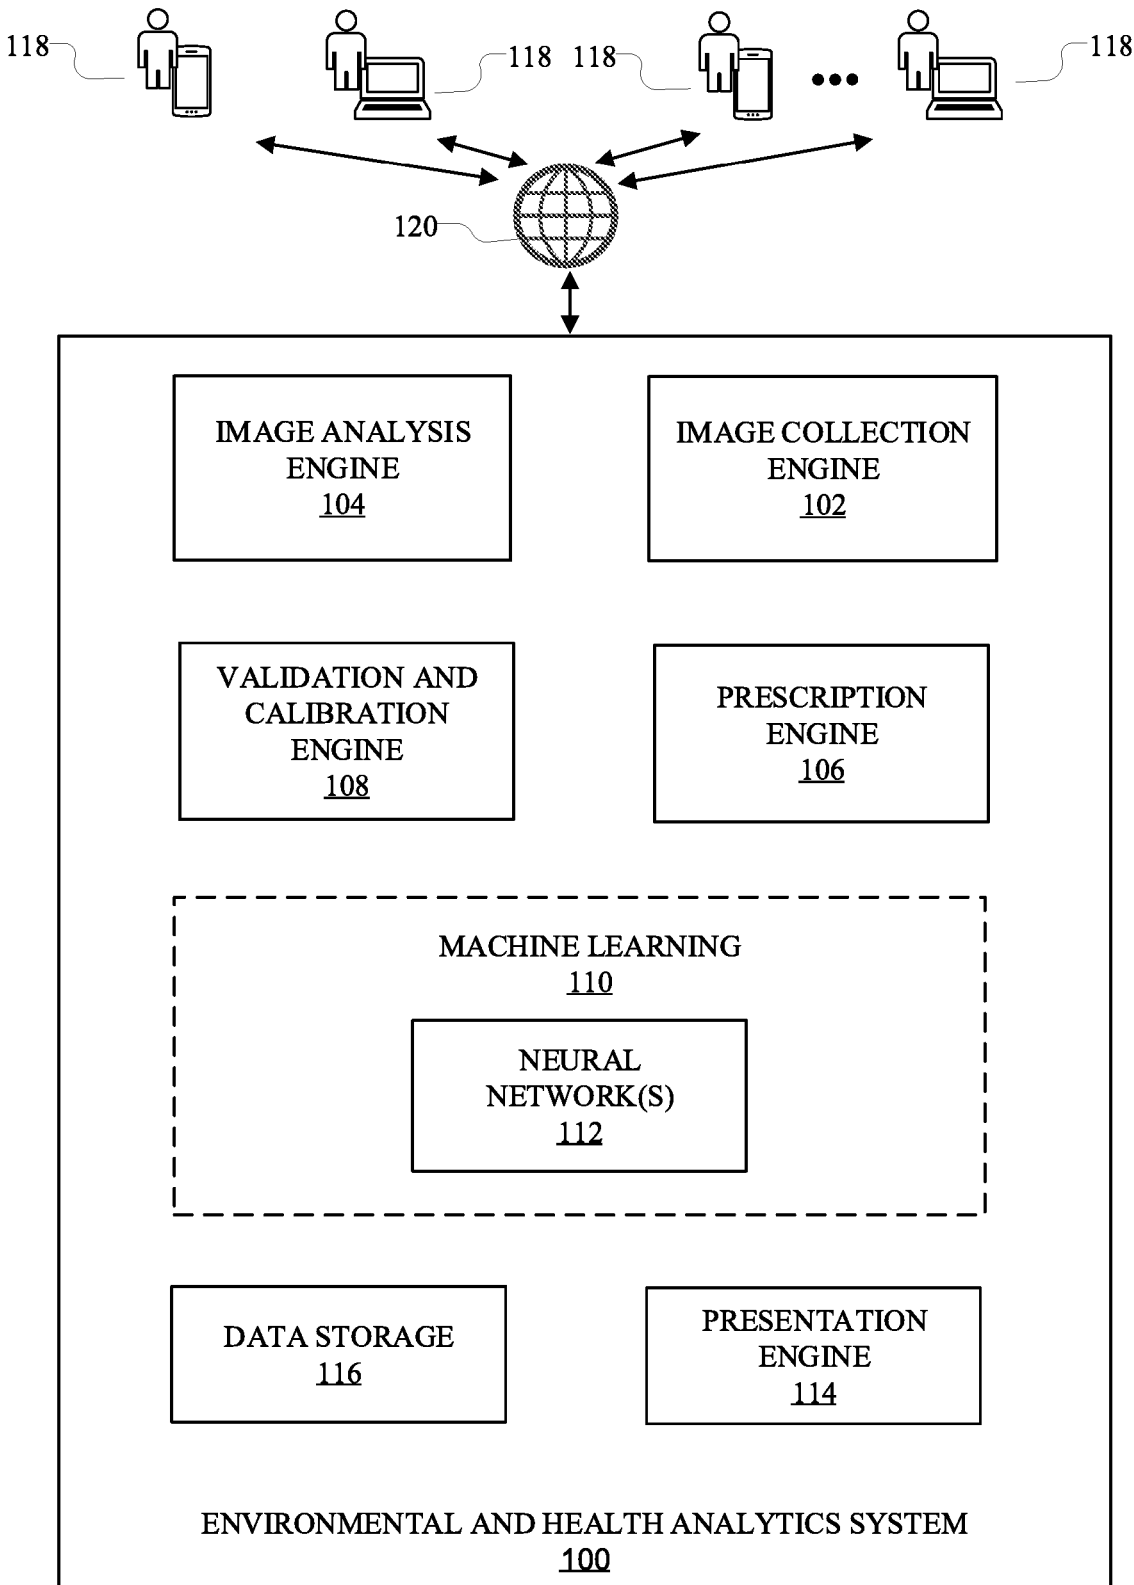 118
118
118
118
120
IMAGE ANALYSIS
ENGINE
104
IMAGE COLLECTION
ENGINE
102
VALIDATION AND
CALIBRATION
ENGINE
108
PRESCRIPTION
ENGINE
106
MACHINE LEARNING
110
NEURAL
NETWORK(S)
112
DATA STORAGE
116
PRESENTATION
ENGINE
114
ENVIRONMENTAL AND HEALTH ANALYTICS SYSTEM
100